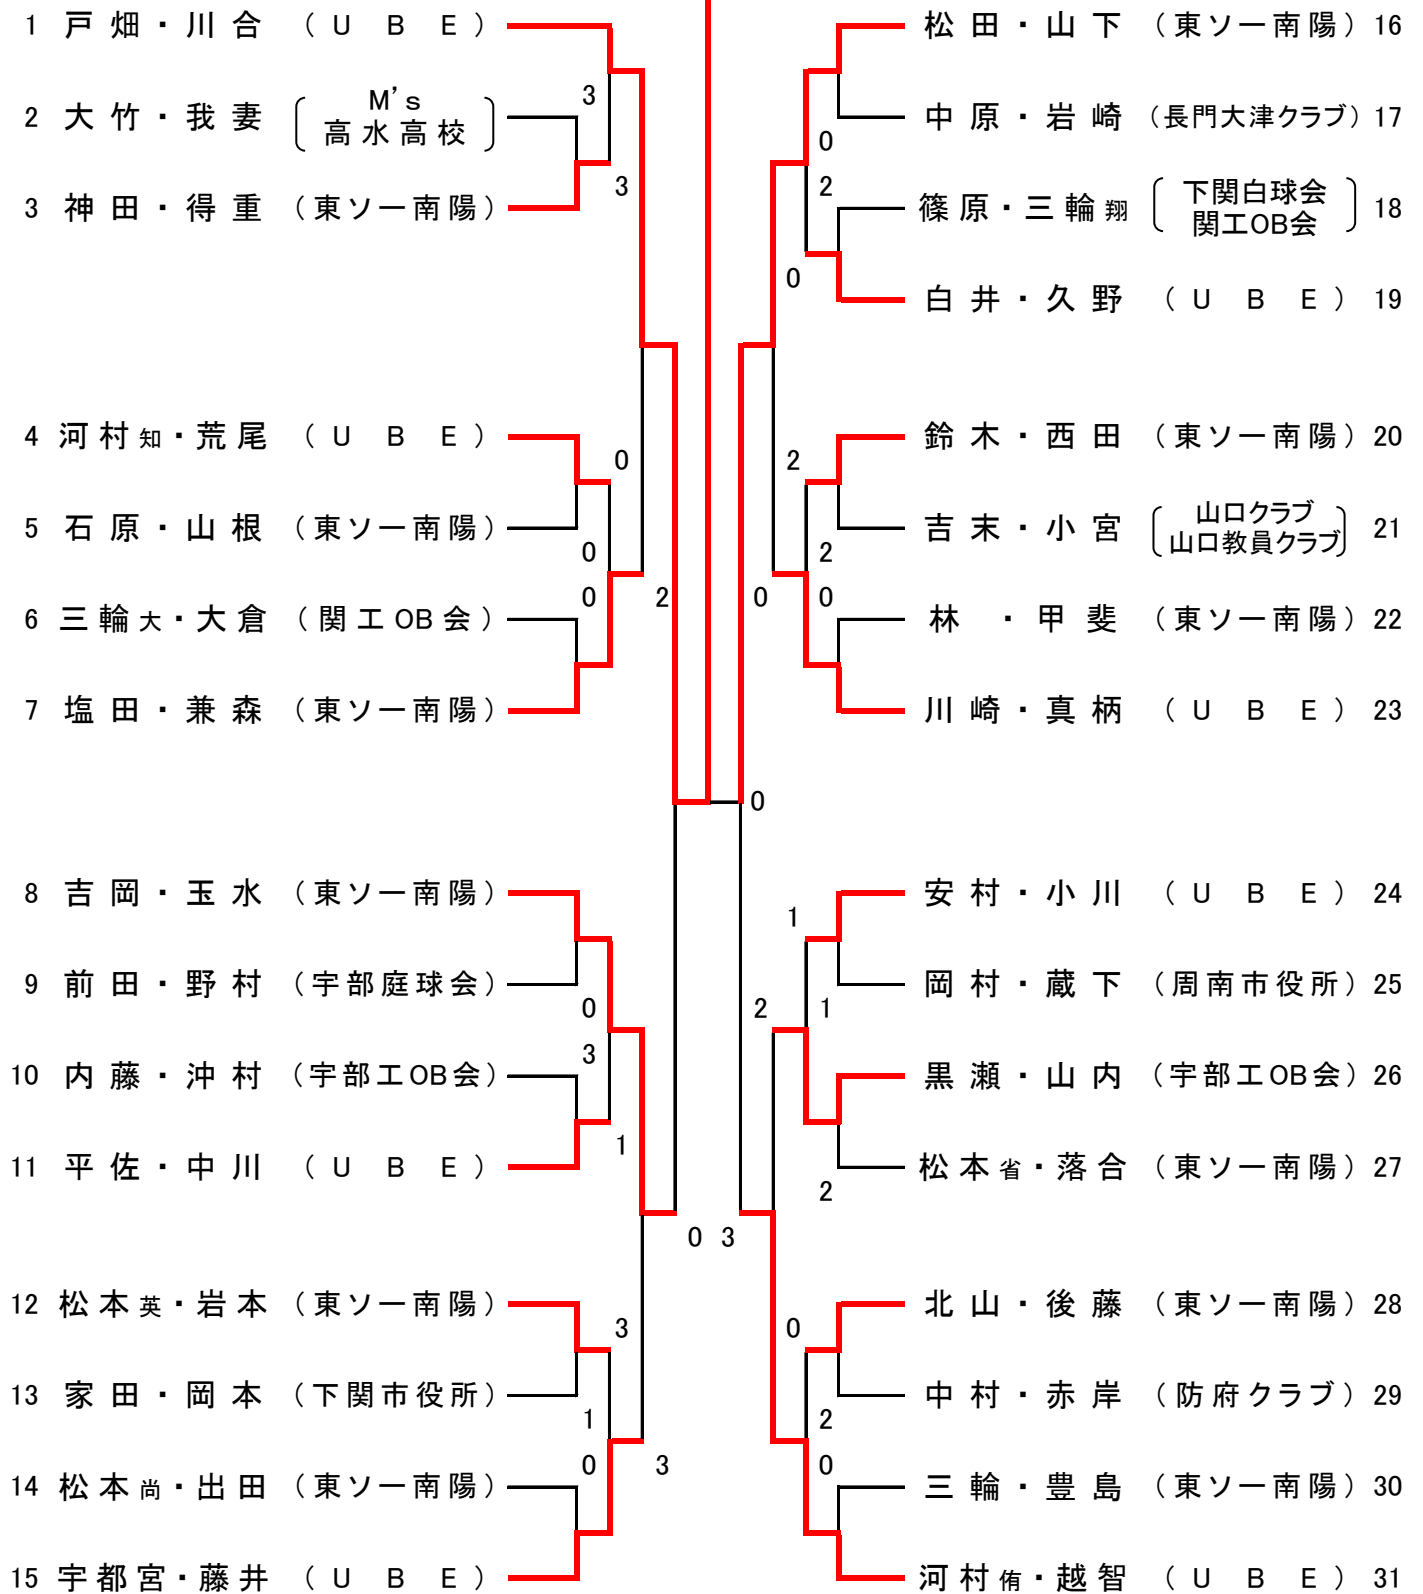 1 戸畑・川合 （ＵＢＥ）
2 大竹・我妻 M's
高水高校
3 神田・得重 （東ソー南陽）
4 河村知・荒尾 （ＵＢＥ）
5 石原・山根 （東ソー南陽）
6 三輪大・大倉 （関工OB会）
7 塩田・兼森 （東ソー南陽）
8 吉岡・玉水 （東ソー南陽）
9 前田・野村 （宇部庭球会）
10 内藤・沖村 （宇部工OB会）
11 平佐・中川 （ＵＢＥ）
12 松本英・岩本 （東ソー南陽）
13 家田・岡本 （下関市役所）
14 松本尚・出田 （東ソー南陽）
15 宇都宮・藤井 （ＵＢＥ）
3
3
0
0
0
2
0
3
1
3
1
0
3
0 3
0
0
2
0
2
2
0
0
1
1
2
2
0
2
0
松田・山下 （東ソー南陽） 16
中原・岩崎 （長門大津クラブ） 17
篠原・三輪翔 下関白球会
関工OB会 18
白井・久野 （ＵＢＥ） 19
鈴木・西田 （東ソー南陽） 20
吉末・小宮 山口クラブ
山口教員クラブ 21
林・甲斐 （東ソー南陽） 22
川崎・真柄 （ＵＢＥ） 23
安村・小川 （ＵＢＥ） 24
岡村・蔵下 （周南市役所） 25
黒瀬・山内 （宇部工OB会） 26
松本省・落合 （東ソー南陽） 27
北山・後藤 （東ソー南陽） 28
中村・赤岸 （防府クラブ） 29
三輪・豊島 （東ソー南陽） 30
河村侑・越智 （ＵＢＥ） 31